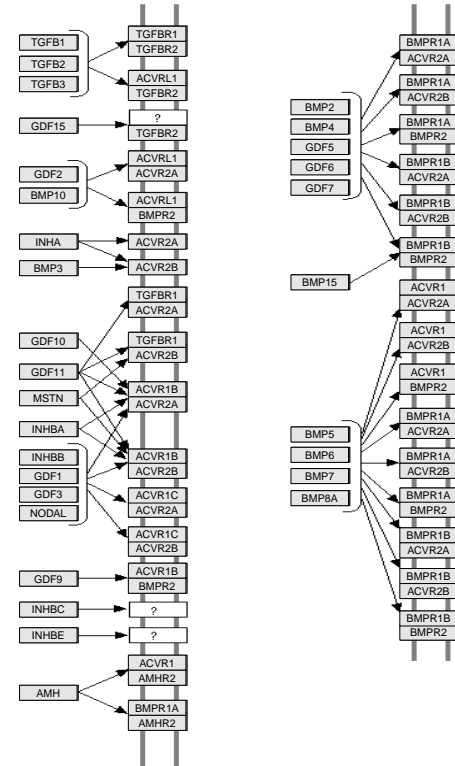 TGFB1
TGFB2
TGFB3
TGFBR1
TGFBR2
ACVRL1
TGFBR2
GDF15
?
TGFBR2
GDF2
BMP10
ACVRL1
ACVR2A
ACVRL1
BMPR2
INHA
ACVR2A
BMP3
ACVR2B
TGFBR1
ACVR2A
GDF10
TGFBR1
ACVR2B
GDF11
MSTN
ACVR1B
ACVR2A
INHBA
INHBB
GDF1
GDF3
NODAL
ACVR1B
ACVR2B
ACVR1C
ACVR2A
ACVR1C
ACVR2B
GDF9
ACVR1B
BMPR2
INHBC
?
INHBE
?
AMH
ACVR1
AMHR2
BMPR1A
AMHR2
BMP2
BMP4
GDF5
GDF6
GDF7
BMPR1A
ACVR2A
BMPR1A
ACVR2B
BMPR1A
BMPR2
BMPR1B
ACVR2A
BMPR1B
ACVR2B
BMPR1B
BMPR2
BMP15
ACVR1
ACVR2A
ACVR1
ACVR2B
ACVR1
BMPR2
BMP5
BMP6
BMP7
BMP8A
BMPR1A
ACVR2A
BMPR1A
ACVR2B
BMPR1A
BMPR2
BMPR1B
ACVR2A
BMPR1B
ACVR2B
BMPR1B
BMPR2